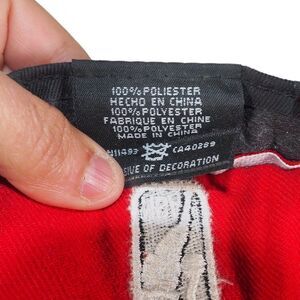 100% POLIESTER
HECHO EN CHINA
100% POLYESTER
FABRIQUE EN CHINE
100% POLYESTER
MADE IN CHINA
CA40289
OF DECORATION